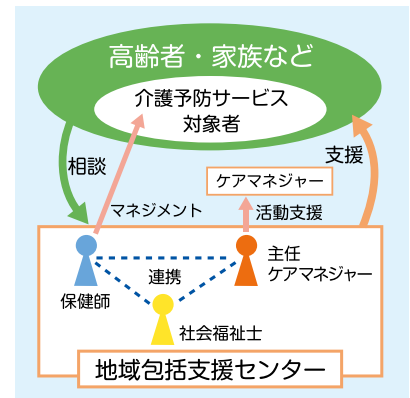 高齢者・家族など
介護予防サービス
対象者
相談
支援
ケアマネジャー
マネジメント
活動支援
主任
ケアマネジャー
連携
保健師
社会福祉士
地域包括支援センター